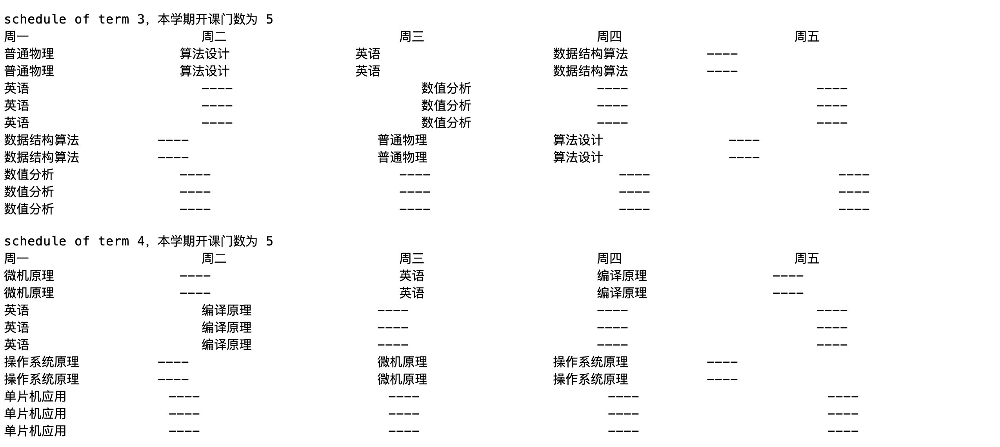 schedule of term 3, 本学期开课门数为 5
周一 周二 周三 周四 周五
普通物理 算法设计 英语 数据结构算法 ----
普通物理 算法设计 英语 数据结构算法 ----
英语 ---- 数值分析 ---- ----
英语 ---- 数值分析 ---- ----
英语 ---- 数值分析 ---- ----
数据结构算法 ---- 普通物理 算法设计 ----
数据结构算法 ---- 普通物理 算法设计 ----
数值分析 ---- ---- ---- ----
数值分析 ---- ---- ---- ----
数值分析 ---- ---- ---- ----
schedule of term 4, 本学期开课门数为 5
周一 周二 周三 周四 周五
微机原理 ---- 英语 编译原理 ----
微机原理 ---- 英语 编译原理 ----
英语 编译原理 ---- ---- ----
英语 编译原理 ---- ---- ----
英语 编译原理 ---- ---- ----
操作系统原理 ---- 微机原理 操作系统原理 ----
操作系统原理 ---- 微机原理 操作系统原理 ----
单片机应用 ---- ---- ---- ----
单片机应用 ---- ---- ---- ----
单片机应用 ---- ---- ---- ----